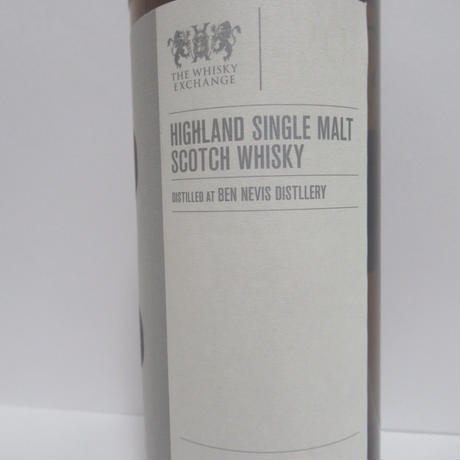 THE WHISKY
EXCHANGE
HIGHLAND SINGLE MALT
SCOTCH WHISKY
DISTILLED AT BEN NEVIS DISTLLERY